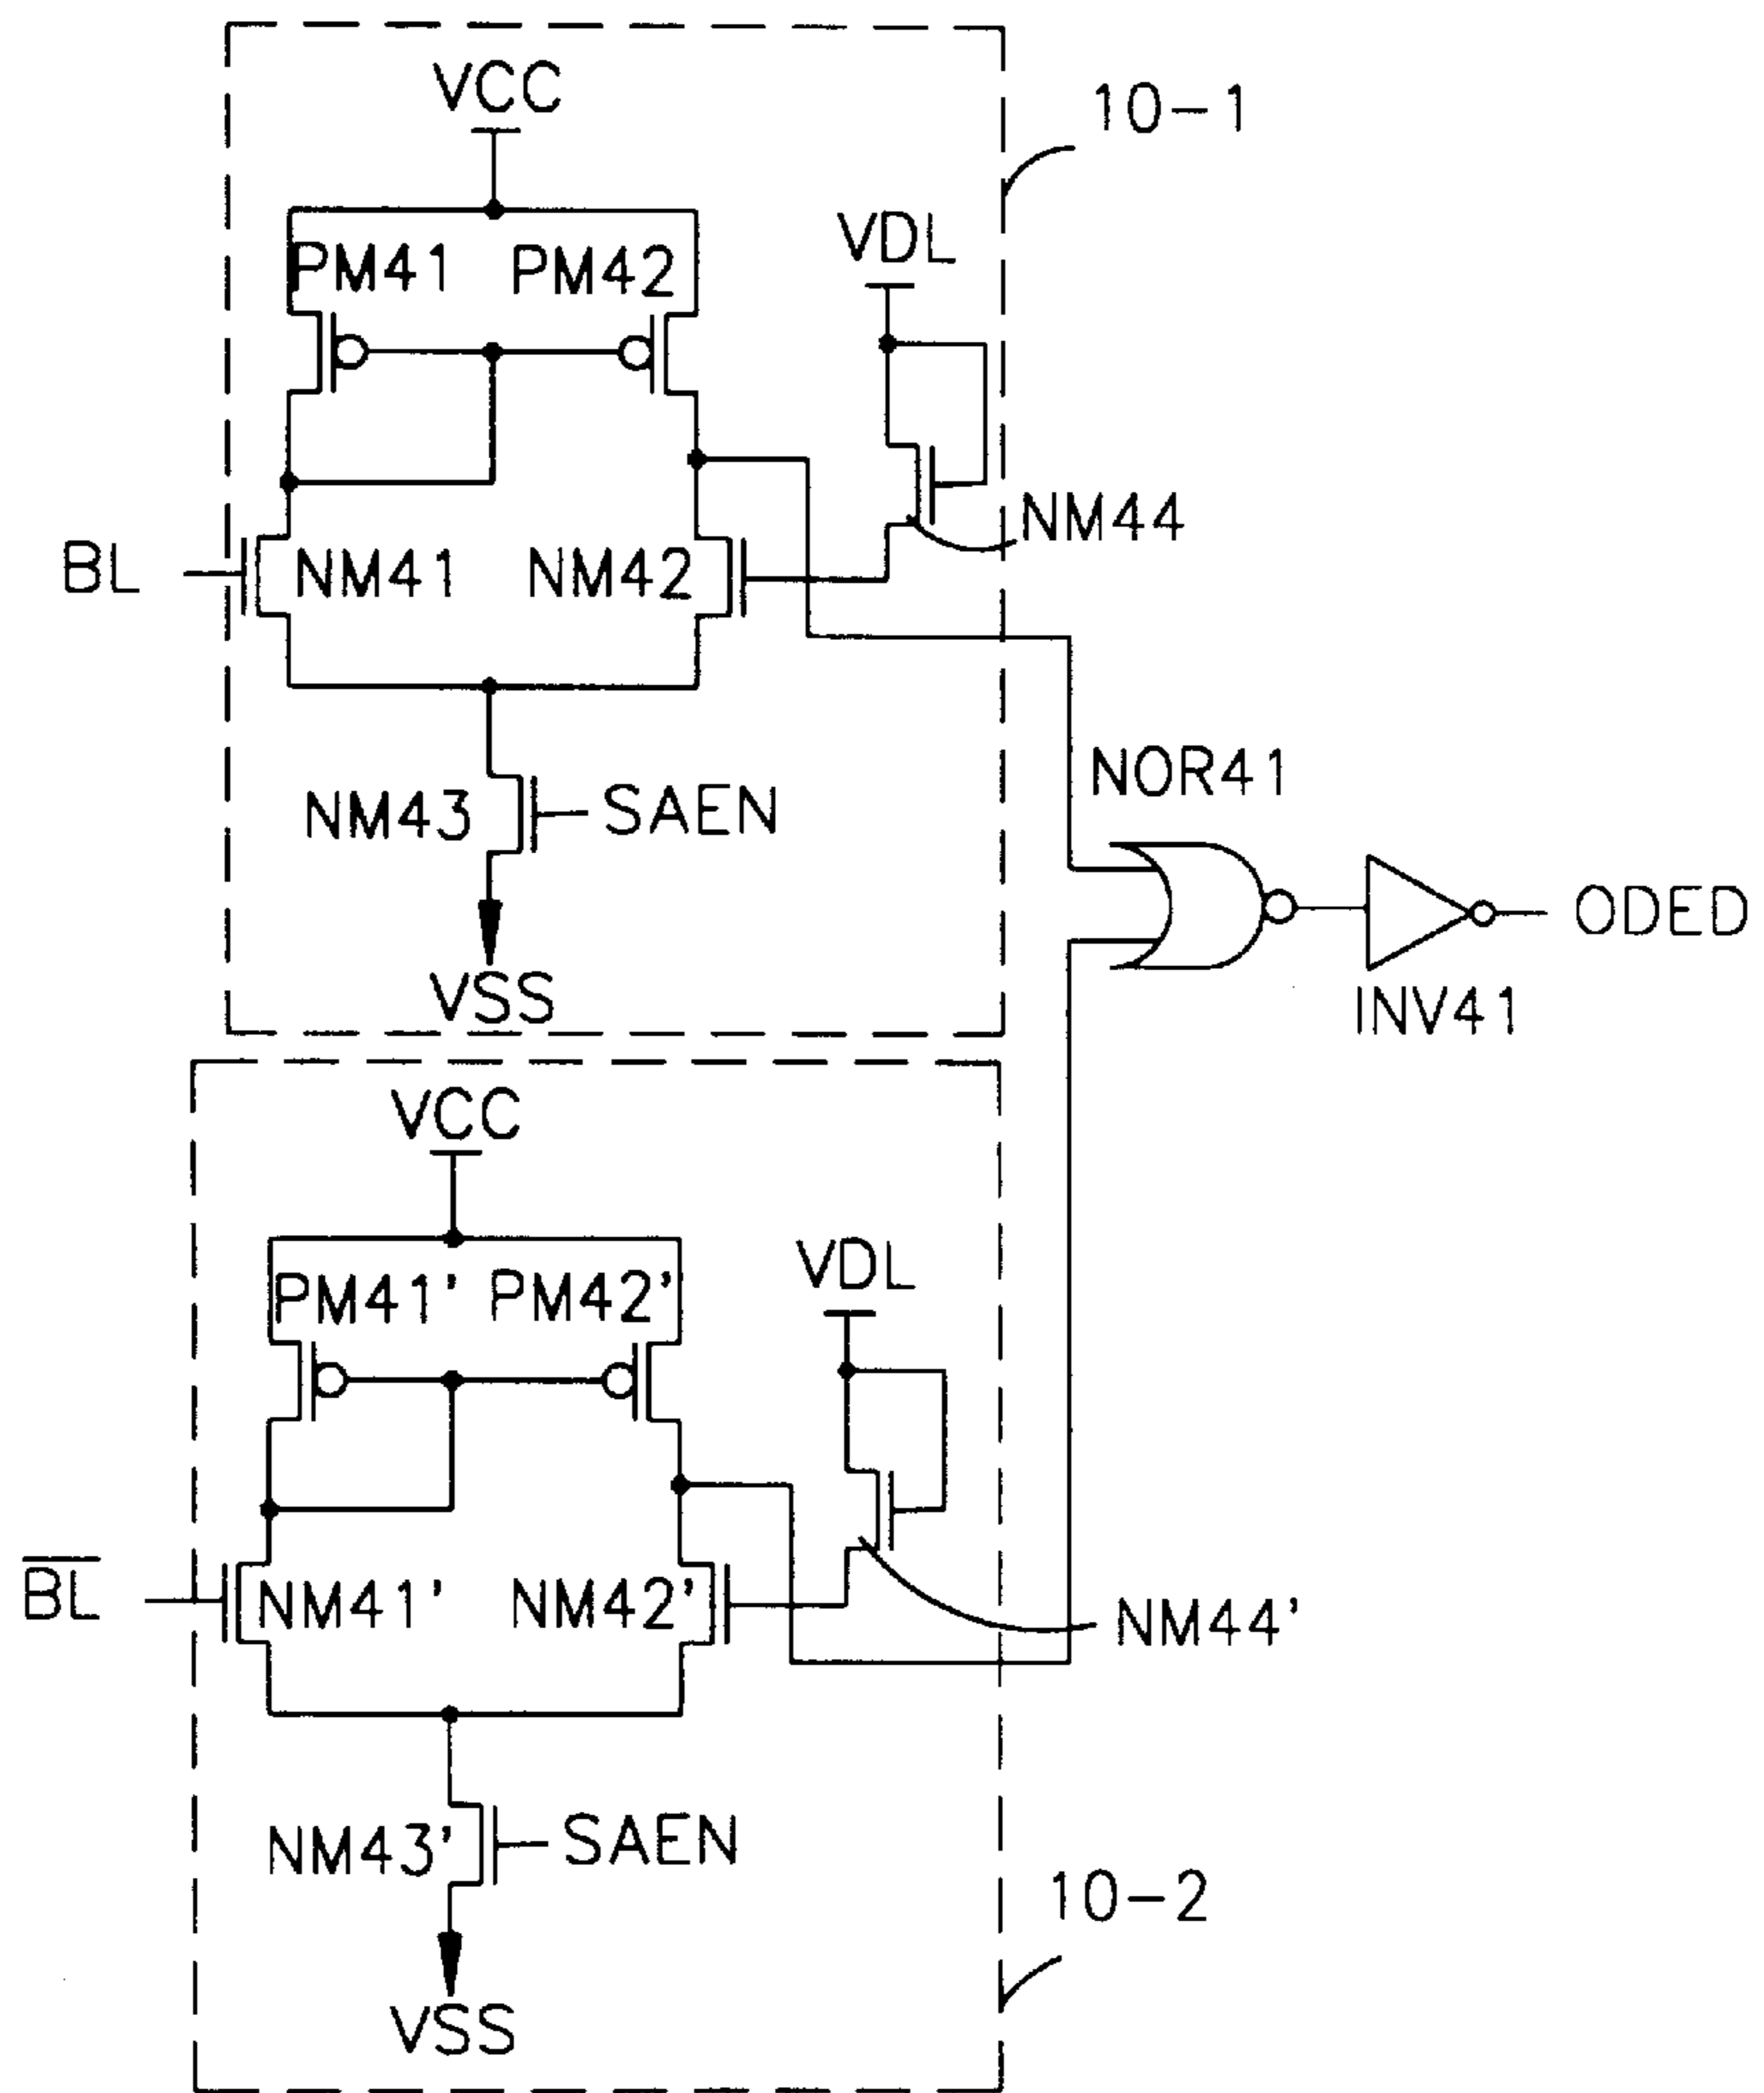 VCC
10-1
VDL
PM41 PM42
NM44
BL
NM41 NM42
NOR41
NM43 SAEN
ODED
VSS
INV41
VCC
VDL
PM41' PM42'
B̅L̅
NM41' NM42'
NM44'
NM43' SAEN
10-2
VSS